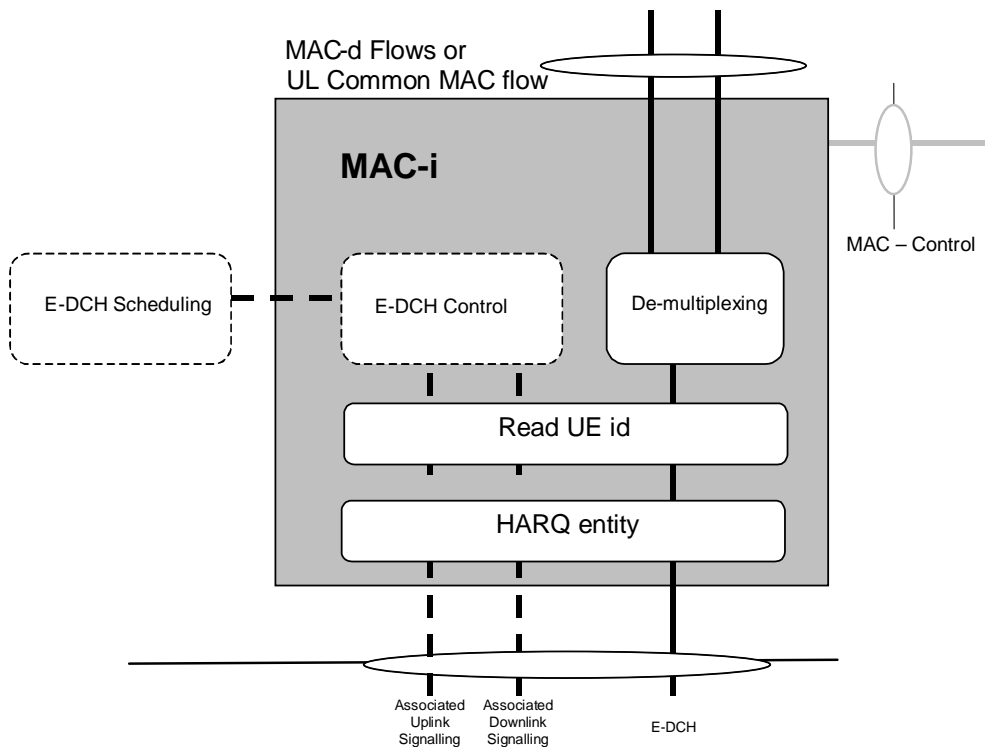 MAC-d Flows or
UL Common MAC flow
MAC-i
MAC – Control
E-DCH Scheduling
E-DCH Control
De-multiplexing
Read UE id
HARQ entity
Associated
Uplink
Signalling
Associated
Downlink
Signalling
E-DCH